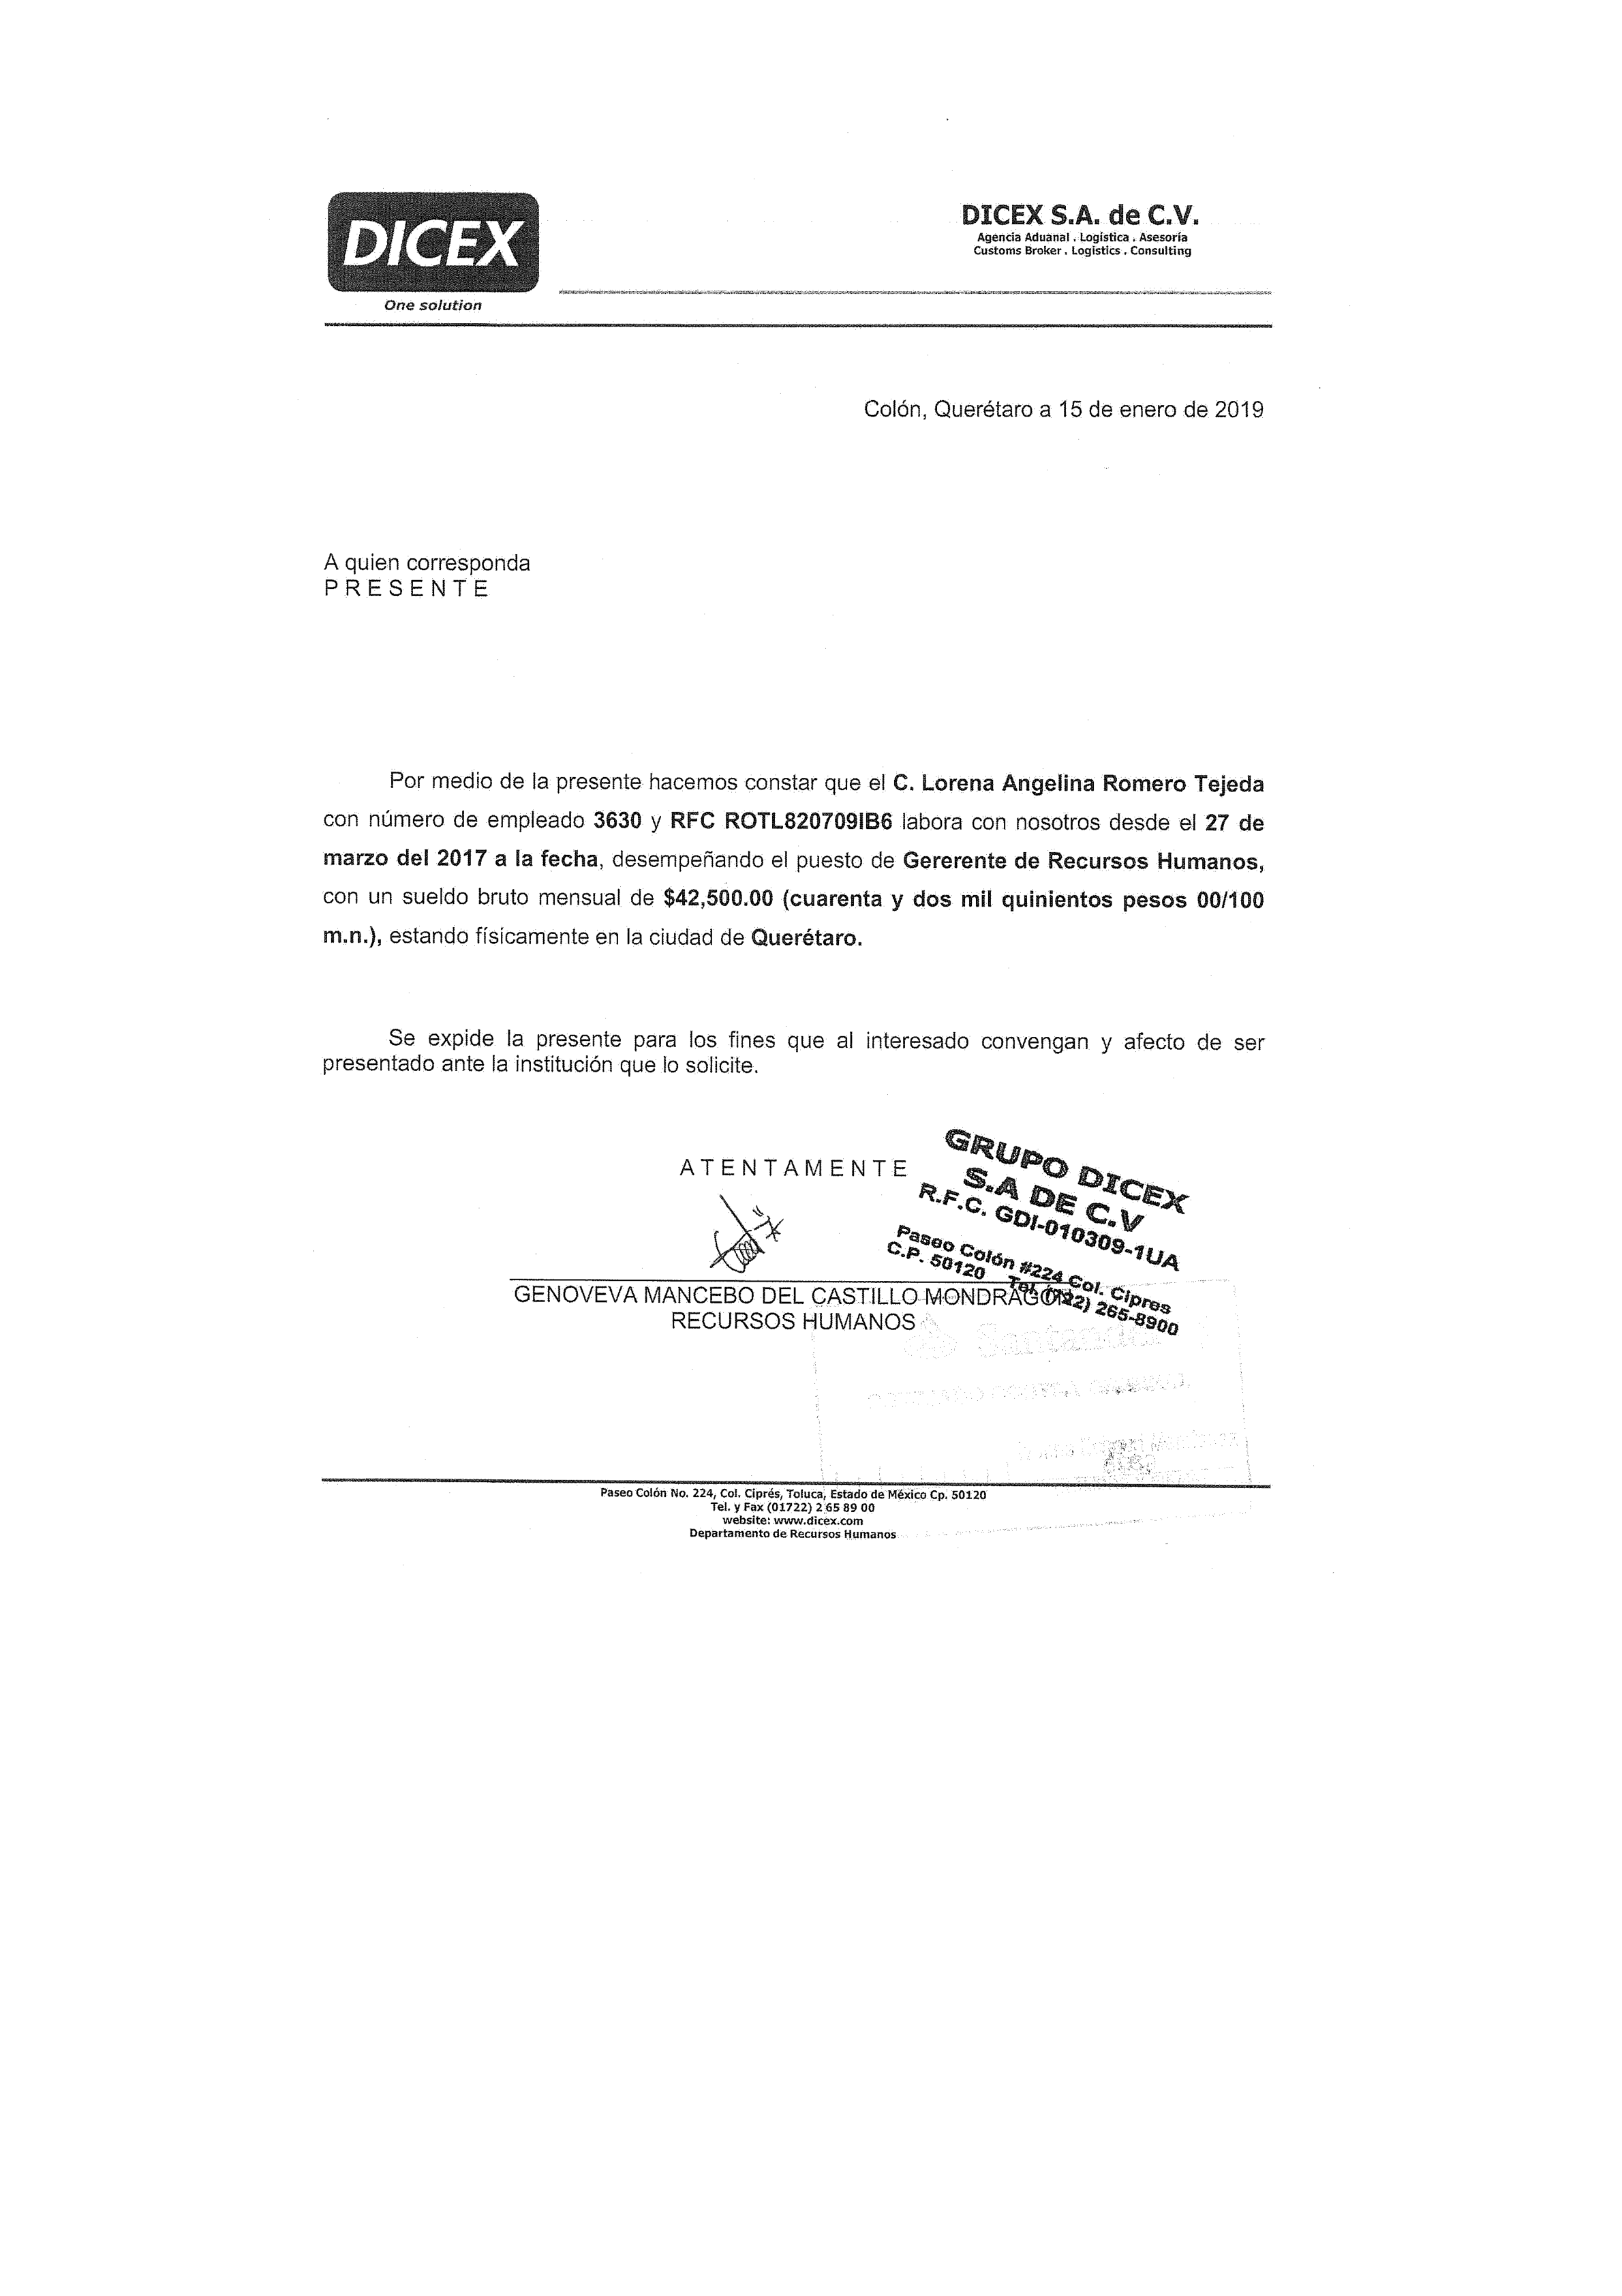 DICEX
One solution
DICEX S.A. de C.V.
Agencia Aduanal . Logística . Asesoría
Customs Broker . Logistics . Consulting
Colón, Querétaro a 15 de enero de 2019
A quien corresponda
P R E S E N T E
Por medio de la presente hacemos constar que el C. Lorena Angelina Romero Tejeda
con número de empleado 3630 y RFC ROTL820709IB6 labora con nosotros desde el 27 de
marzo del 2017 a la fecha, desempeñando el puesto de Gererente de Recursos Humanos,
con un sueldo bruto mensual de $42,500.00 (cuarenta y dos mil quinientos pesos 00/100
m.n.), estando físicamente en la ciudad de Querétaro.
Se expide la presente para los fines que al interesado convengan y afecto de ser
presentado ante la institución que lo solicite.
A T E N T A M E N T E
GRUPO DICEX
S.A DE C.V
R.F.C. GDI-010309-1UA
Paseo Colón #224 Col. Cipres
C.P. 50120 Tel. (722) 265-8900
GENOVEVA MANCEBO DEL CASTILLO MONDRAGÓN
RECURSOS HUMANOS
Santander
Paseo Colón No. 224, Col. Ciprés, Toluca, Estado de México Cp. 50120
Tel. y Fax (01722) 2 65 89 00
website: www.dicex.com
Departamento de Recursos Humanos